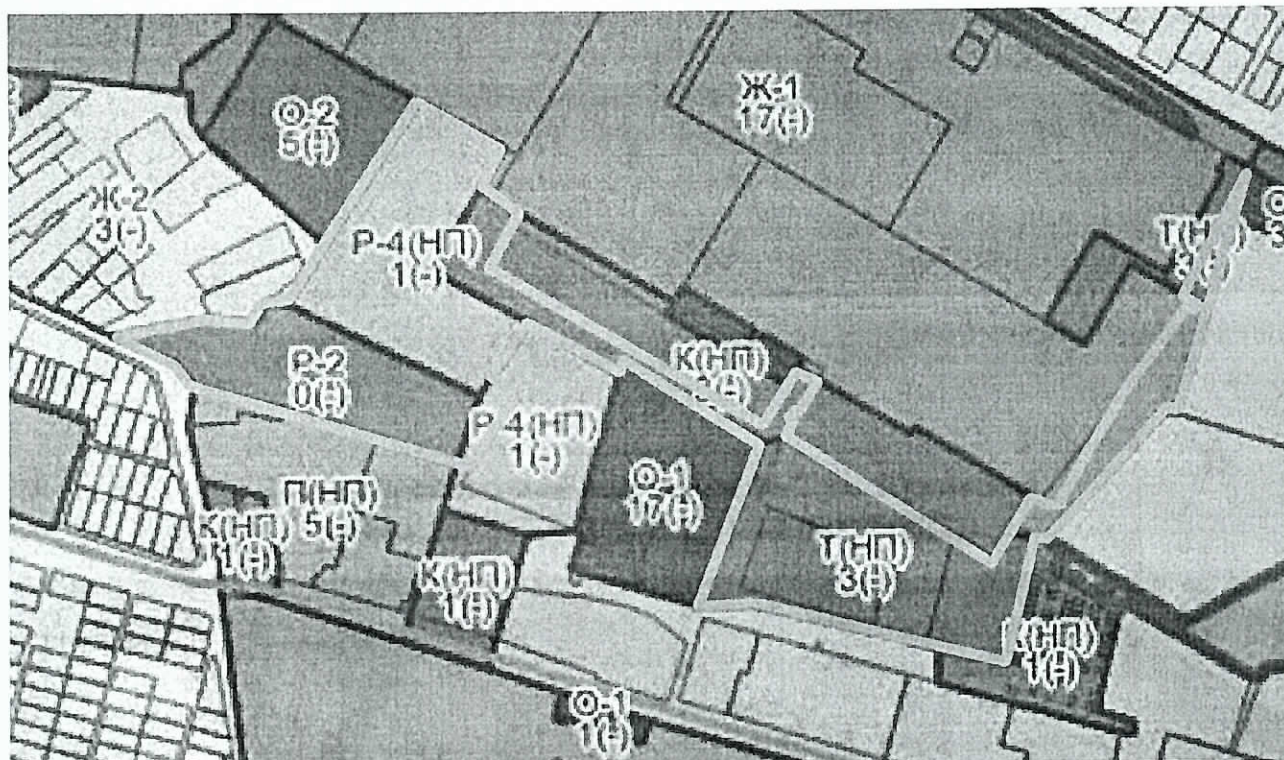 Ж-1
17(-)
О-2
5(-)
Ж-2
3(-)
Р-4(НП)
1(-)
К(НП)
Р-2
0(-)
Р-4(НП)
1(-)
О-1
17(-)
П(НП)
5(-)
К(НП)
1(-)
Т(НП)
3(-)
К(НП)
1(-)
К(НП)
1(-)
О-1
1(-)